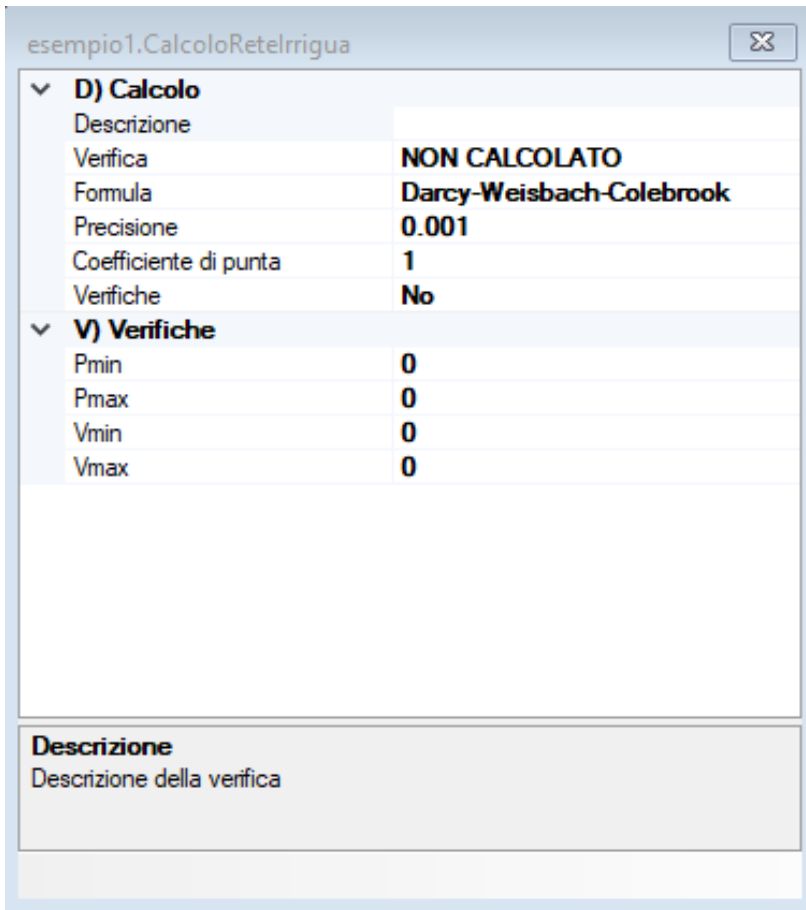 esempio1.CalcoloReteIrrigua
D) Calcolo
Descrizione
Verifica NON CALCOLATO
Formula Darcy-Weisbach-Colebrook
Precisione 0.001
Coefficiente di punta 1
Verifiche No
V) Verifiche
Pmin 0
Pmax 0
Vmin 0
Vmax 0
Descrizione
Descrizione della verifica